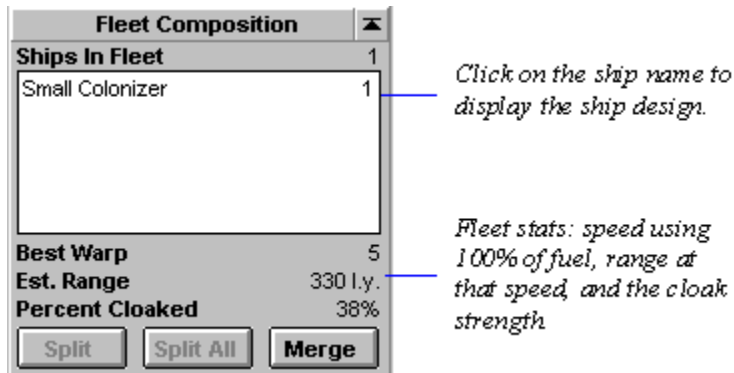 Fleet Composition
Ships In Fleet 1
Small Colonizer 1
Click on the ship name to
display the ship design.
Best Warp 5
Est. Range 330 l.y.
Percent Cloaked 38%
Fleet stats: speed using
100% of fuel, range at
that speed, and the cloak
strength
Split Split All Merge